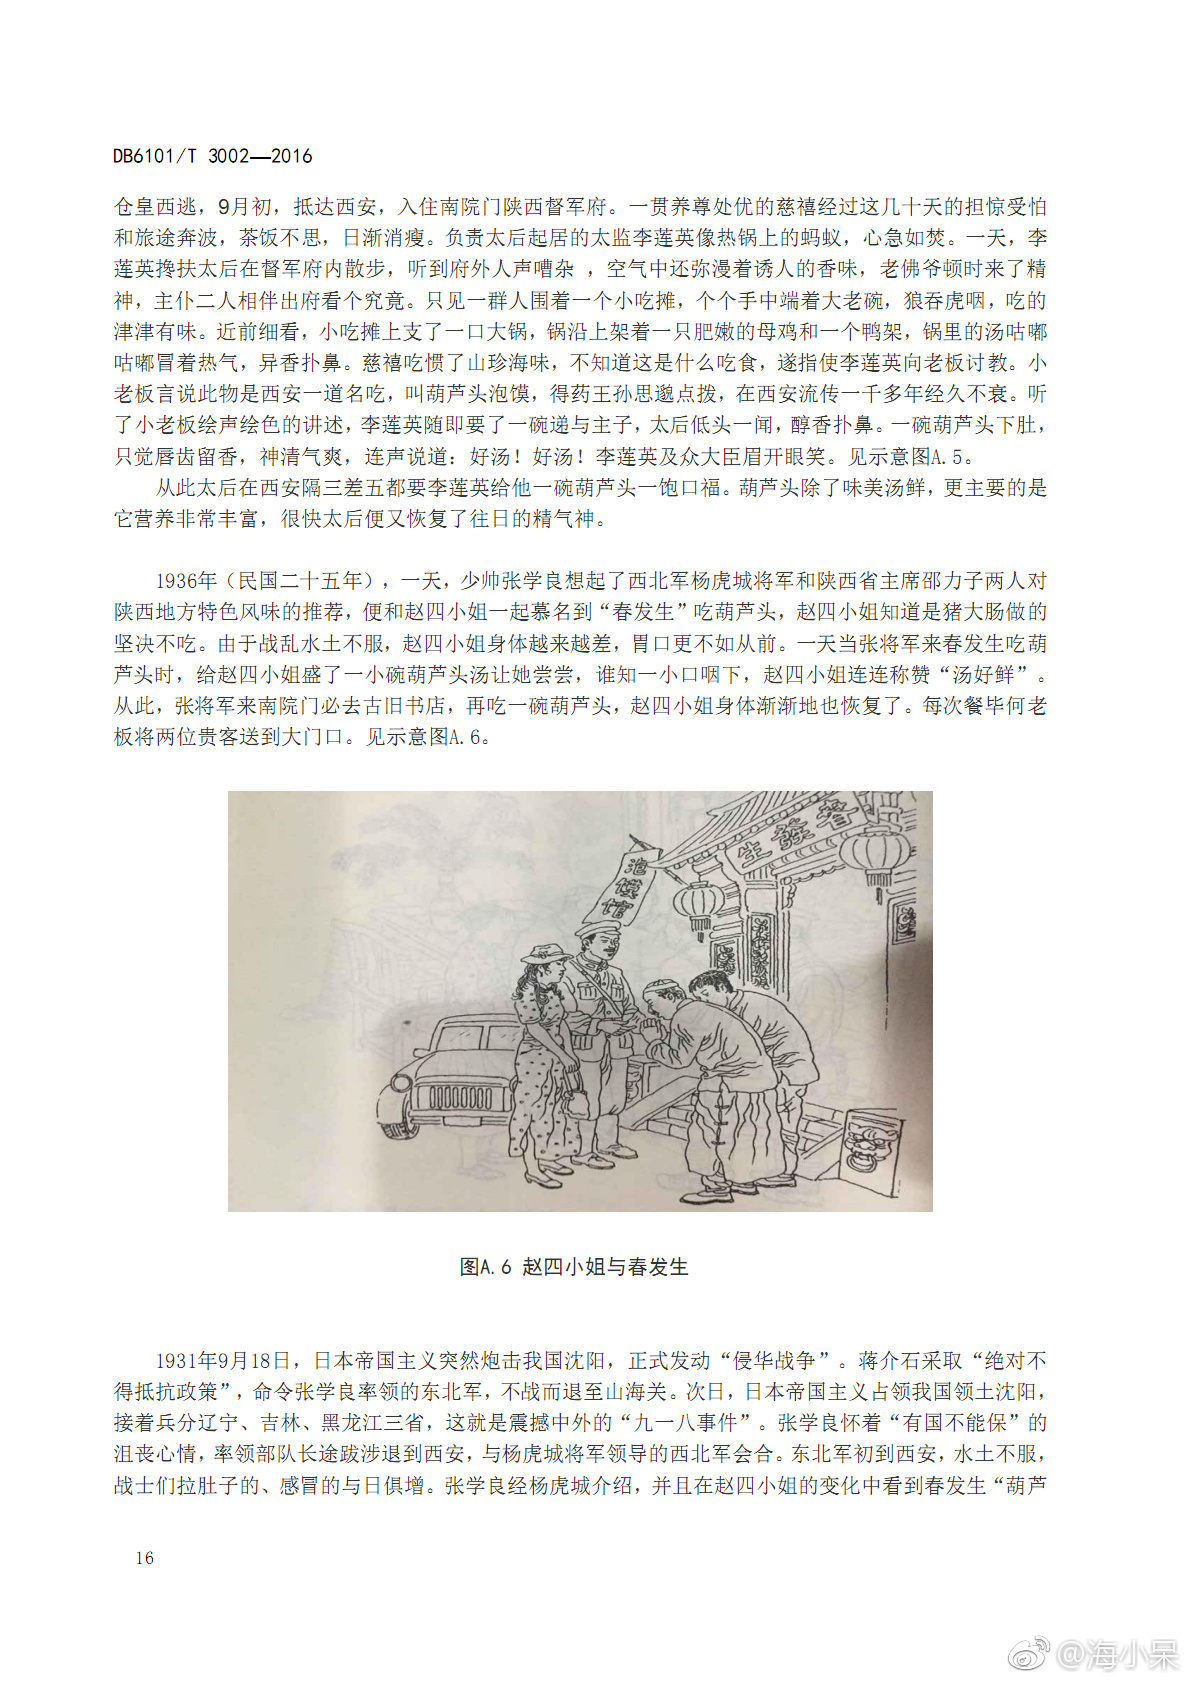 DB6101/T 3002—2016
仓皇西逃，9月初，抵达西安，入住南院门陕西督军府。一贯养尊处优的慈禧经过这几十天的担惊受怕
和旅途奔波，茶饭不思，日渐消瘦。负责太后起居的太监李莲英像热锅上的蚂蚁，心急如焚。一天，李
莲英搀扶太后在督军府内散步，听到府外人声嘈杂 ，空气中还弥漫着诱人的香味，老佛爷顿时来了精
神，主仆二人相伴出府看个究竟。只见一群人围着一个小吃摊，个个手中端着大老碗，狼吞虎咽，吃的
津津有味。近前细看，小吃摊上支了一口大锅，锅沿上架着一只肥嫩的母鸡和一个鸭架，锅里的汤咕嘟
咕嘟冒着热气，异香扑鼻。慈禧吃惯了山珍海味，不知道这是什么吃食，遂指使李莲英向老板讨教。小
老板言说此物是西安一道名吃，叫葫芦头泡馍，得药王孙思邈点拨，在西安流传一千多年经久不衰。听
了小老板绘声绘色的讲述，李莲英随即要了一碗递与主子，太后低头一闻，醇香扑鼻。一碗葫芦头下肚，
只觉唇齿留香，神清气爽，连声说道：好汤！好汤！李莲英及众大臣眉开眼笑。见示意图A.5。
从此太后在西安隔三差五都要李莲英给他一碗葫芦头一饱口福。葫芦头除了味美汤鲜，更主要的是
它营养非常丰富，很快太后便又恢复了往日的精气神。
1936年（民国二十五年），一天，少帅张学良想起了西北军杨虎城将军和陕西省主席邵力子两人对
陕西地方特色风味的推荐，便和赵四小姐一起慕名到“春发生”吃葫芦头，赵四小姐知道是猪大肠做的
坚决不吃。由于战乱水土不服，赵四小姐身体越来越差，胃口更不如从前。一天当张将军来春发生吃葫
芦头时，给赵四小姐盛了一小碗葫芦头汤让她尝尝，谁知一小口咽下，赵四小姐连连称赞“汤好鲜”。
从此，张将军来南院门必去古旧书店，再吃一碗葫芦头，赵四小姐身体渐渐地也恢复了。每次餐毕何老
板将两位贵客送到大门口。见示意图A.6。
生發春
泡馍馆
图A.6 赵四小姐与春发生
1931年9月18日，日本帝国主义突然炮击我国沈阳，正式发动“侵华战争”。蒋介石采取“绝对不
得抵抗政策”，命令张学良率领的东北军，不战而退至山海关。次日，日本帝国主义占领我国领土沈阳，
接着兵分辽宁、吉林、黑龙江三省，这就是震撼中外的“九一八事件”。张学良怀着“有国不能保”的
沮丧心情，率领部队长途跋涉退到西安，与杨虎城将军领导的西北军会合。东北军初到西安，水土不服，
战士们拉肚子的、感冒的与日俱增。张学良经杨虎城介绍，并且在赵四小姐的变化中看到春发生“葫芦
16
@海小呆